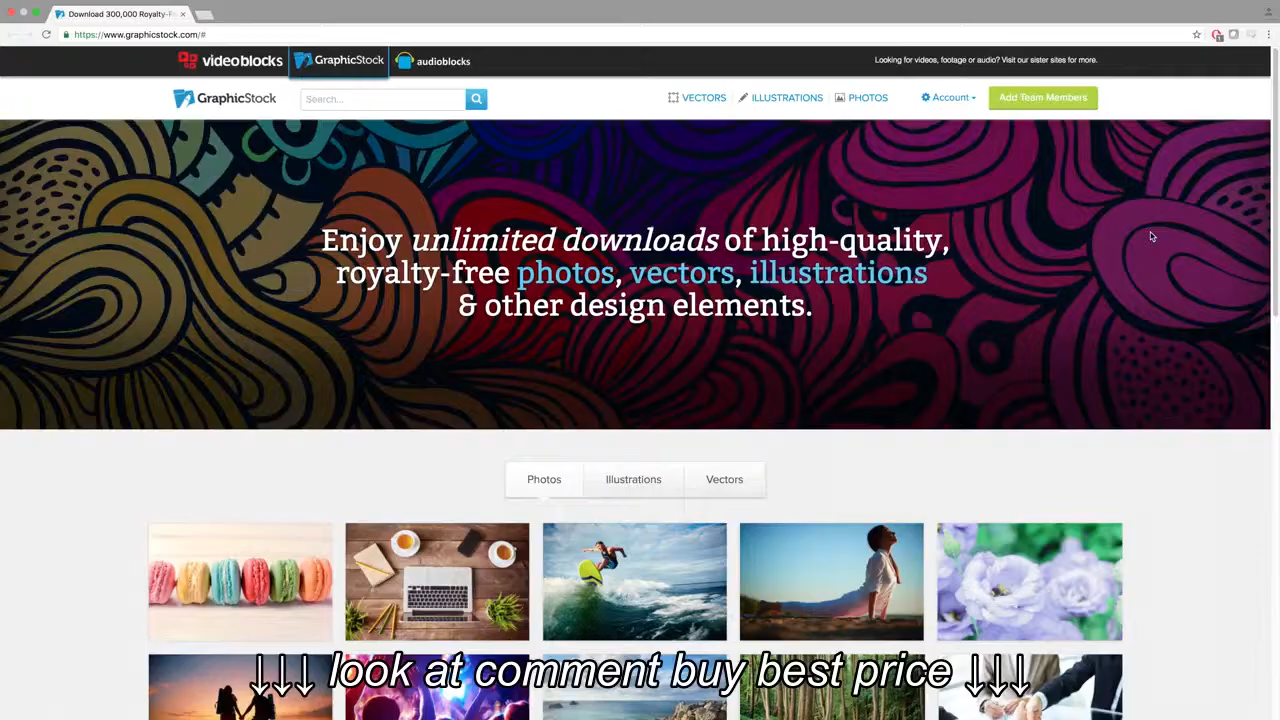 Download 300,000 Royalty-F
https://www.graphicstock.com/#
videoblocks GraphicStock audioblocks Looking for videos, footage or audio? Visit our sister sites for more.
GraphicStock Search... VECTORS ILLUSTRATIONS PHOTOS Account Add Team Members
Enjoy unlimited downloads of high-quality,
royalty-free photos, vectors, illustrations
& other design elements.
Photos Illustrations Vectors
↓↓↓ look at comment buy best price ↓↓↓